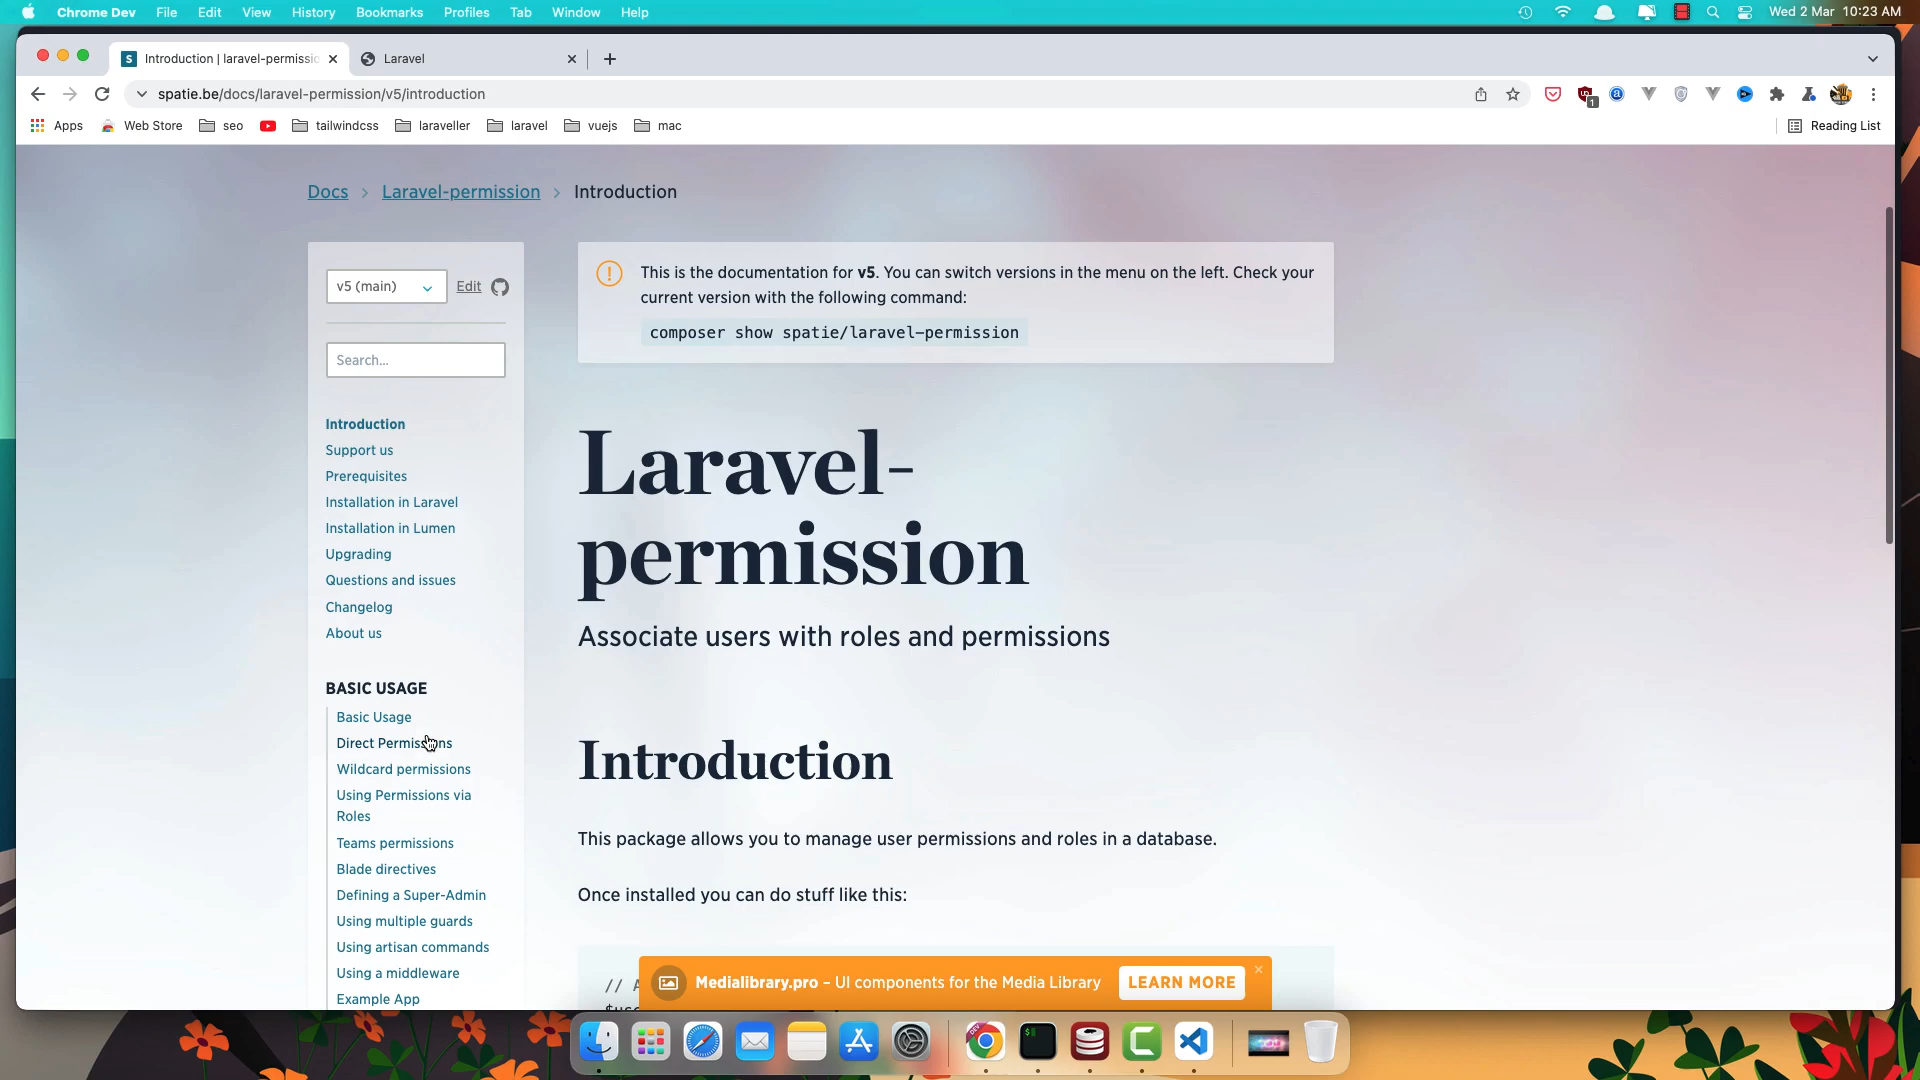 Chrome Dev File Edit View History Bookmarks Profiles Tab Window Help Wed 2 Mar 10:23 AM
S Introduction | laravel-permissio Laravel
spatie.be/docs/laravel-permission/v5/introduction
1
Apps Web Store seo tailwindcss laraveller laravel vuejs mac Reading List
Docs > Laravel-permission > Introduction
v5 (main) Edit
Search...
Introduction
Support us
Prerequisites
Installation in Laravel
Installation in Lumen
Upgrading
Questions and issues
Changelog
About us
BASIC USAGE
Basic Usage
Direct Permissions
Wildcard permissions
Using Permissions via
Roles
Teams permissions
Blade directives
Defining a Super-Admin
Using multiple guards
Using artisan commands
Using a middleware
Example App
This is the documentation for v5. You can switch versions in the menu on the left. Check your
current version with the following command:
composer show spatie/laravel-permission
Laravel-
permission
Associate users with roles and permissions
Introduction
This package allows you to manage user permissions and roles in a database.
Once installed you can do stuff like this:
// A
Medialibrary.pro – UI components for the Media Library LEARN MORE